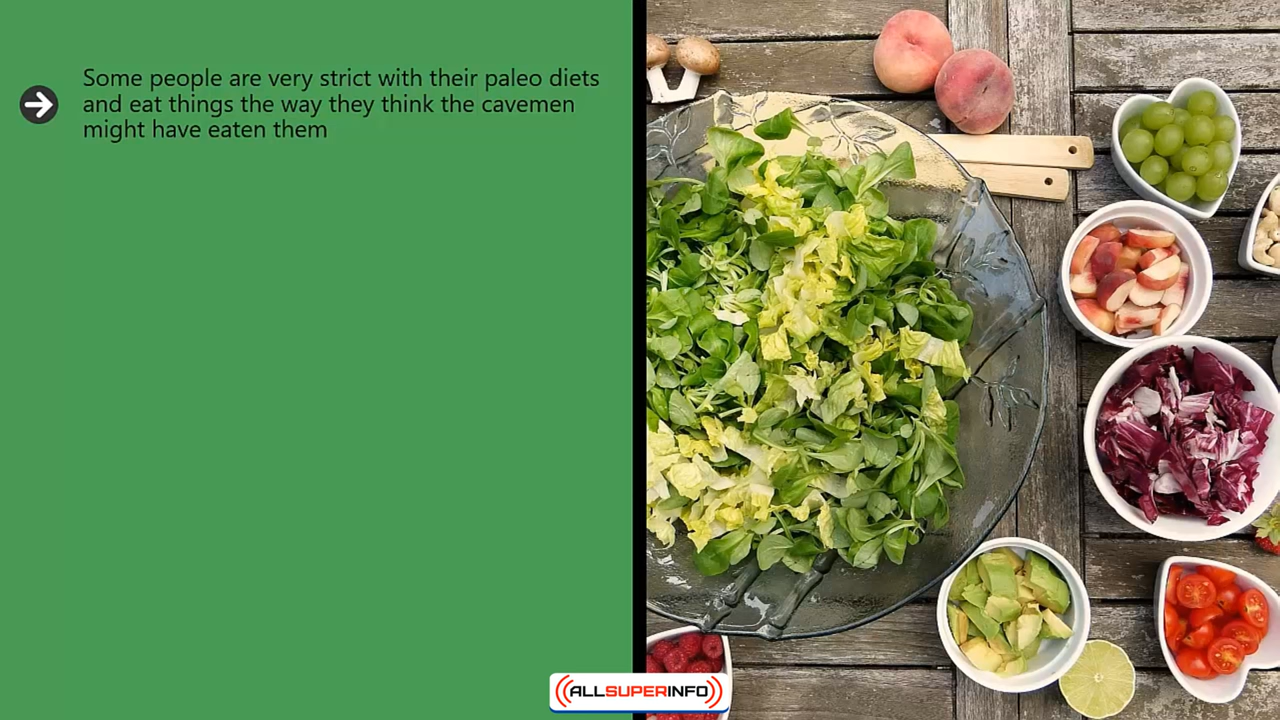 Some people are very strict with their paleo diets
and eat things the way they think the cavemen
might have eaten them
ALLSUPERINFO